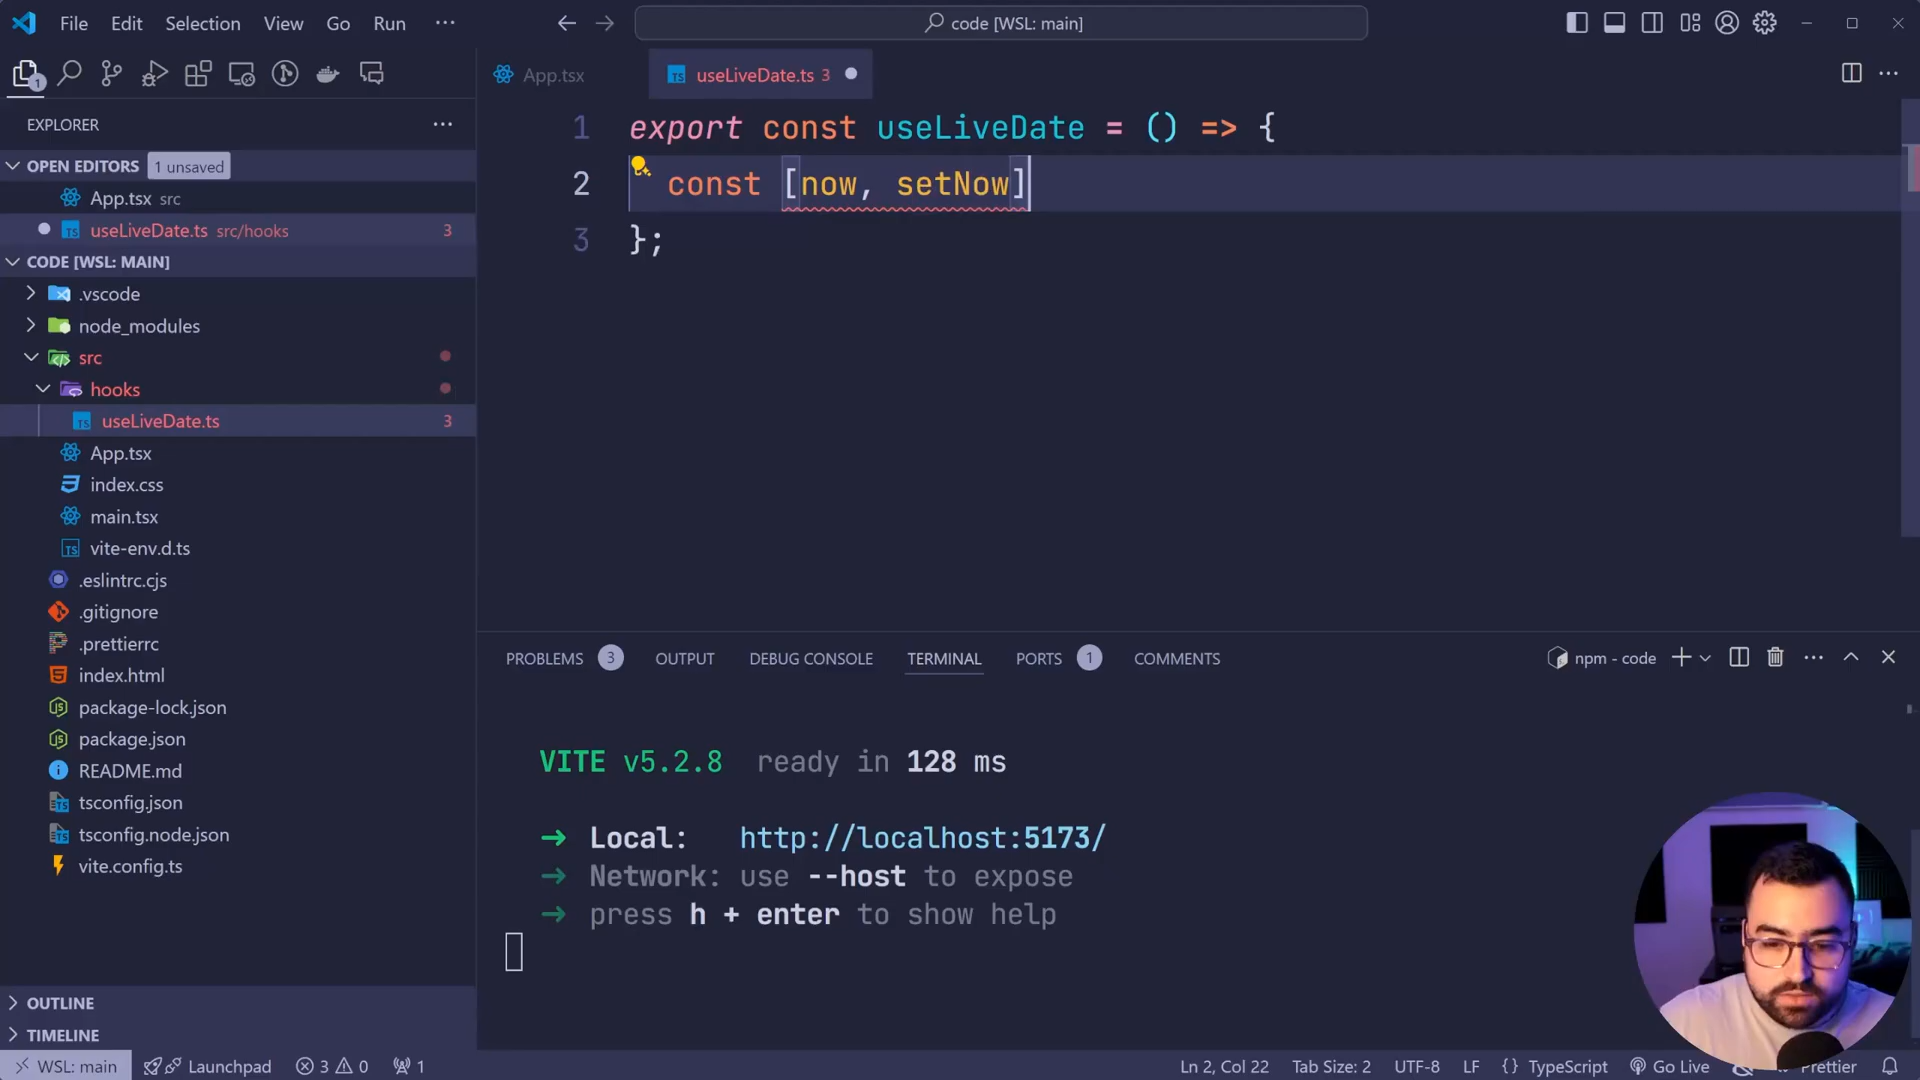 File Edit Selection View Go Run ···
code [WSL: main]
1
EXPLORER
OPEN EDITORS 1 unsaved
App.tsx src
useLiveDate.ts src/hooks 3
CODE [WSL: MAIN]
.vscode
node_modules
src
hooks
useLiveDate.ts 3
App.tsx
index.css
main.tsx
vite-env.d.ts
.eslintrc.cjs
.gitignore
.prettierrc
index.html
package-lock.json
package.json
README.md
tsconfig.json
tsconfig.node.json
vite.config.ts
OUTLINE
TIMELINE
App.tsx
useLiveDate.ts 3
1 export const useLiveDate = () => {
2 const [now, setNow]
3 };
PROBLEMS 3 OUTPUT DEBUG CONSOLE TERMINAL PORTS 1 COMMENTS
npm - code
VITE v5.2.8 ready in 128 ms
➜ Local: http://localhost:5173/
➜ Network: use --host to expose
➜ press h + enter to show help
WSL: main Launchpad 3 0 1
Ln 2, Col 22 Tab Size: 2 UTF-8 LF {} TypeScript Go Live Prettier